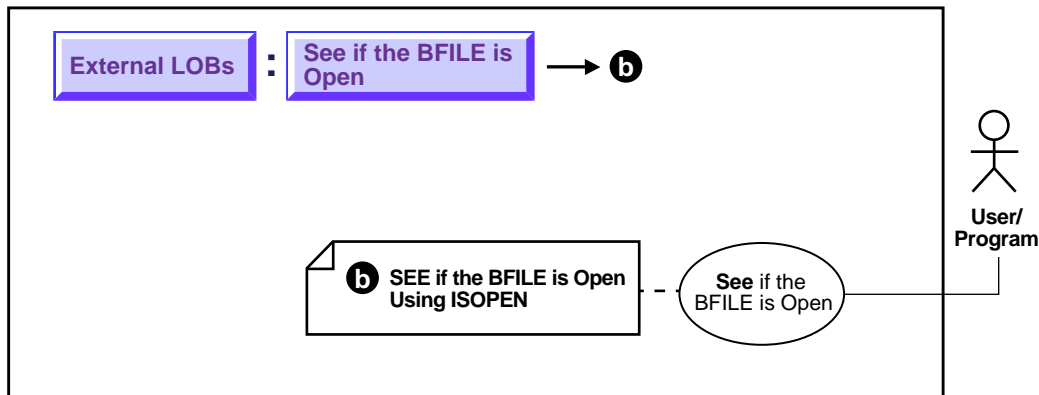 External LOBs : See if the BFILE is
Open
b
User/
Program
b SEE if the BFILE is Open
Using ISOPEN
See if the
BFILE is Open